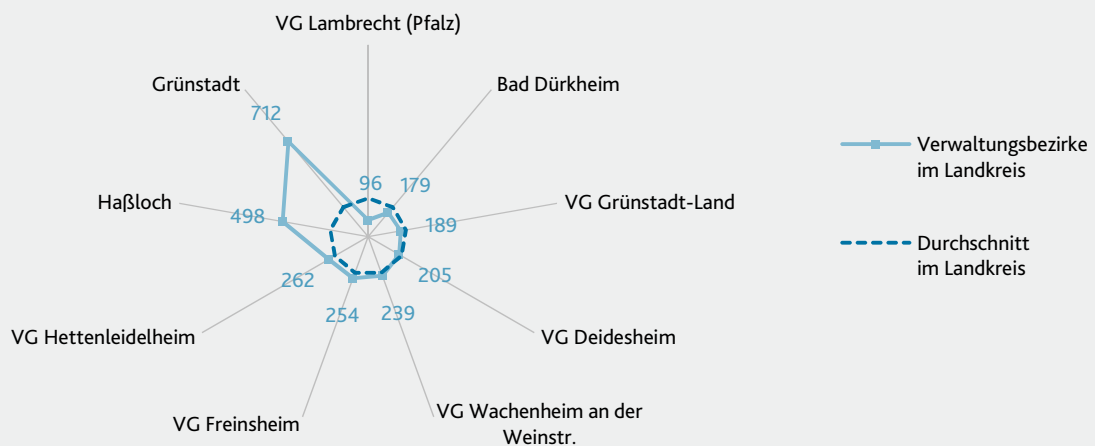 VG Lambrecht (Pfalz)
Grünstadt
Bad Dürkheim
712
Verwaltungsbezirke
im Landkreis
96
179
Haßloch
VG Grünstadt-Land
498
189
Durchschnitt
im Landkreis
205
262
254
239
VG Hettenleidelheim
VG Deidesheim
VG Freinsheim
VG Wachenheim an der
Weinstr.